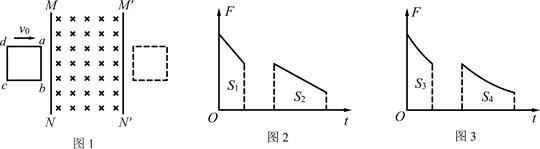 M M′
d v₀ a
c b
N N′
图1
F
S₁ S₂
O t
图2
F
S₃ S₄
O t
图3